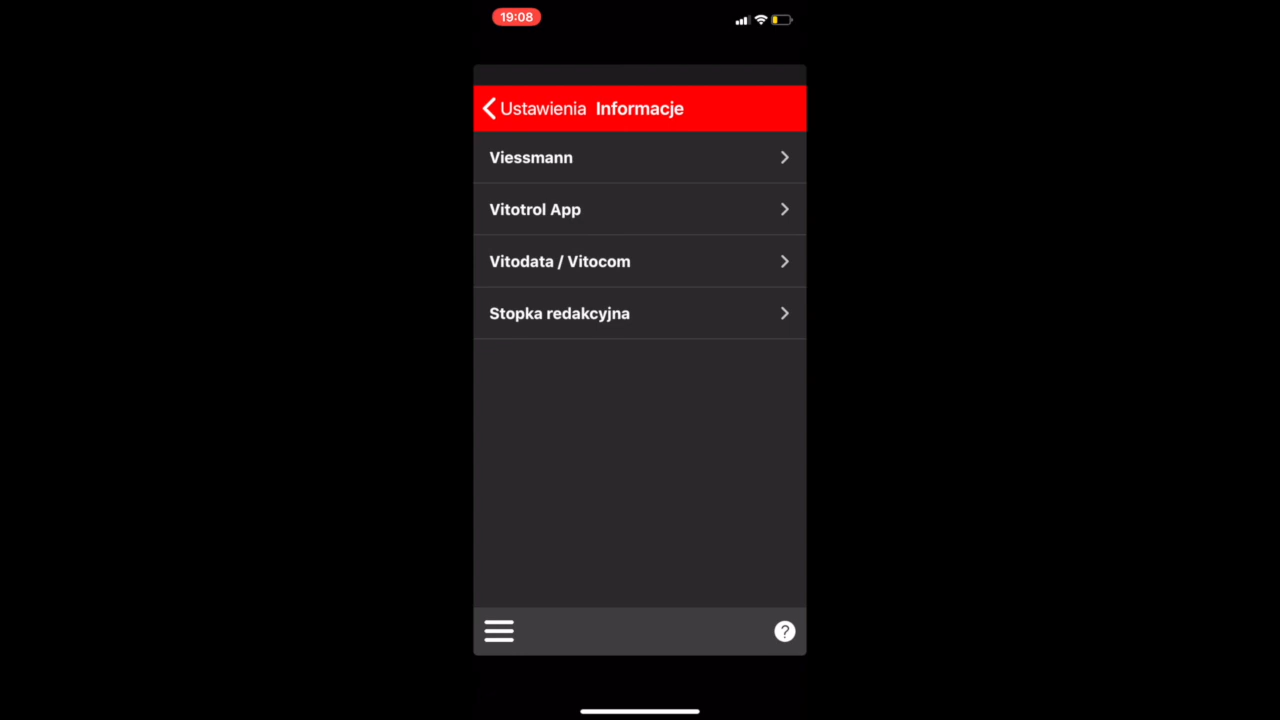 19:08
Ustawienia Informacje
Viessmann
Vitotrol App
Vitodata / Vitocom
Stopka redakcyjna
?